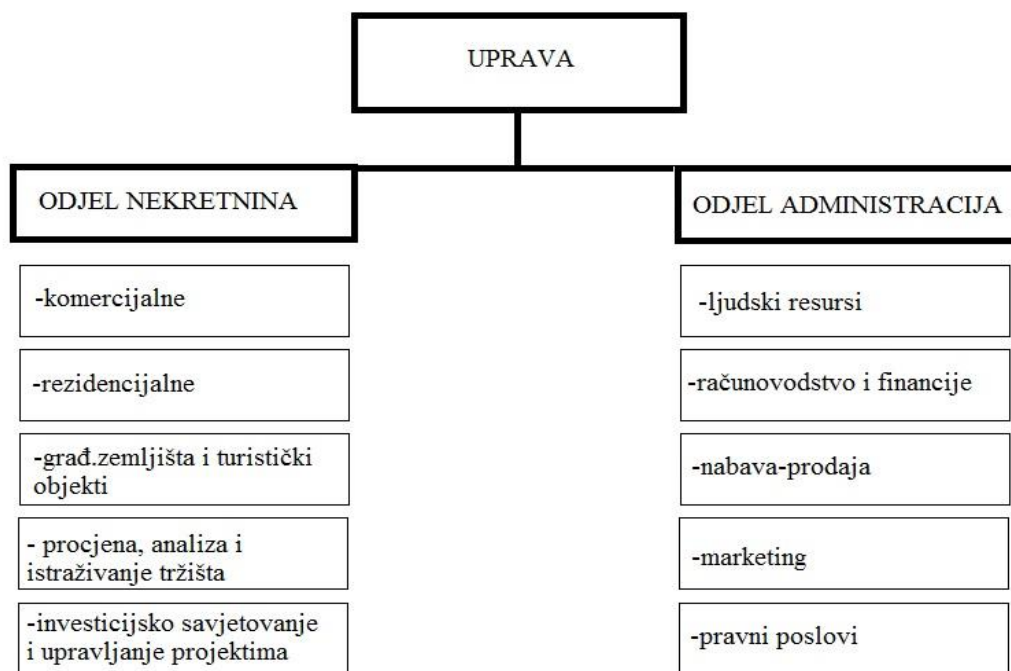 UPRAVA
ODJEL NEKRETNINA
-komercijalne
-rezidencijalne
-građ.zemljišta i turistički
objekti
- procjena, analiza i
istraživanje tržišta
-investicijsko savjetovanje
i upravljanje projektima
ODJEL ADMINISTRACIJA
-ljudski resursi
-računovodstvo i financije
-nabava-prodaja
-marketing
-pravni poslovi